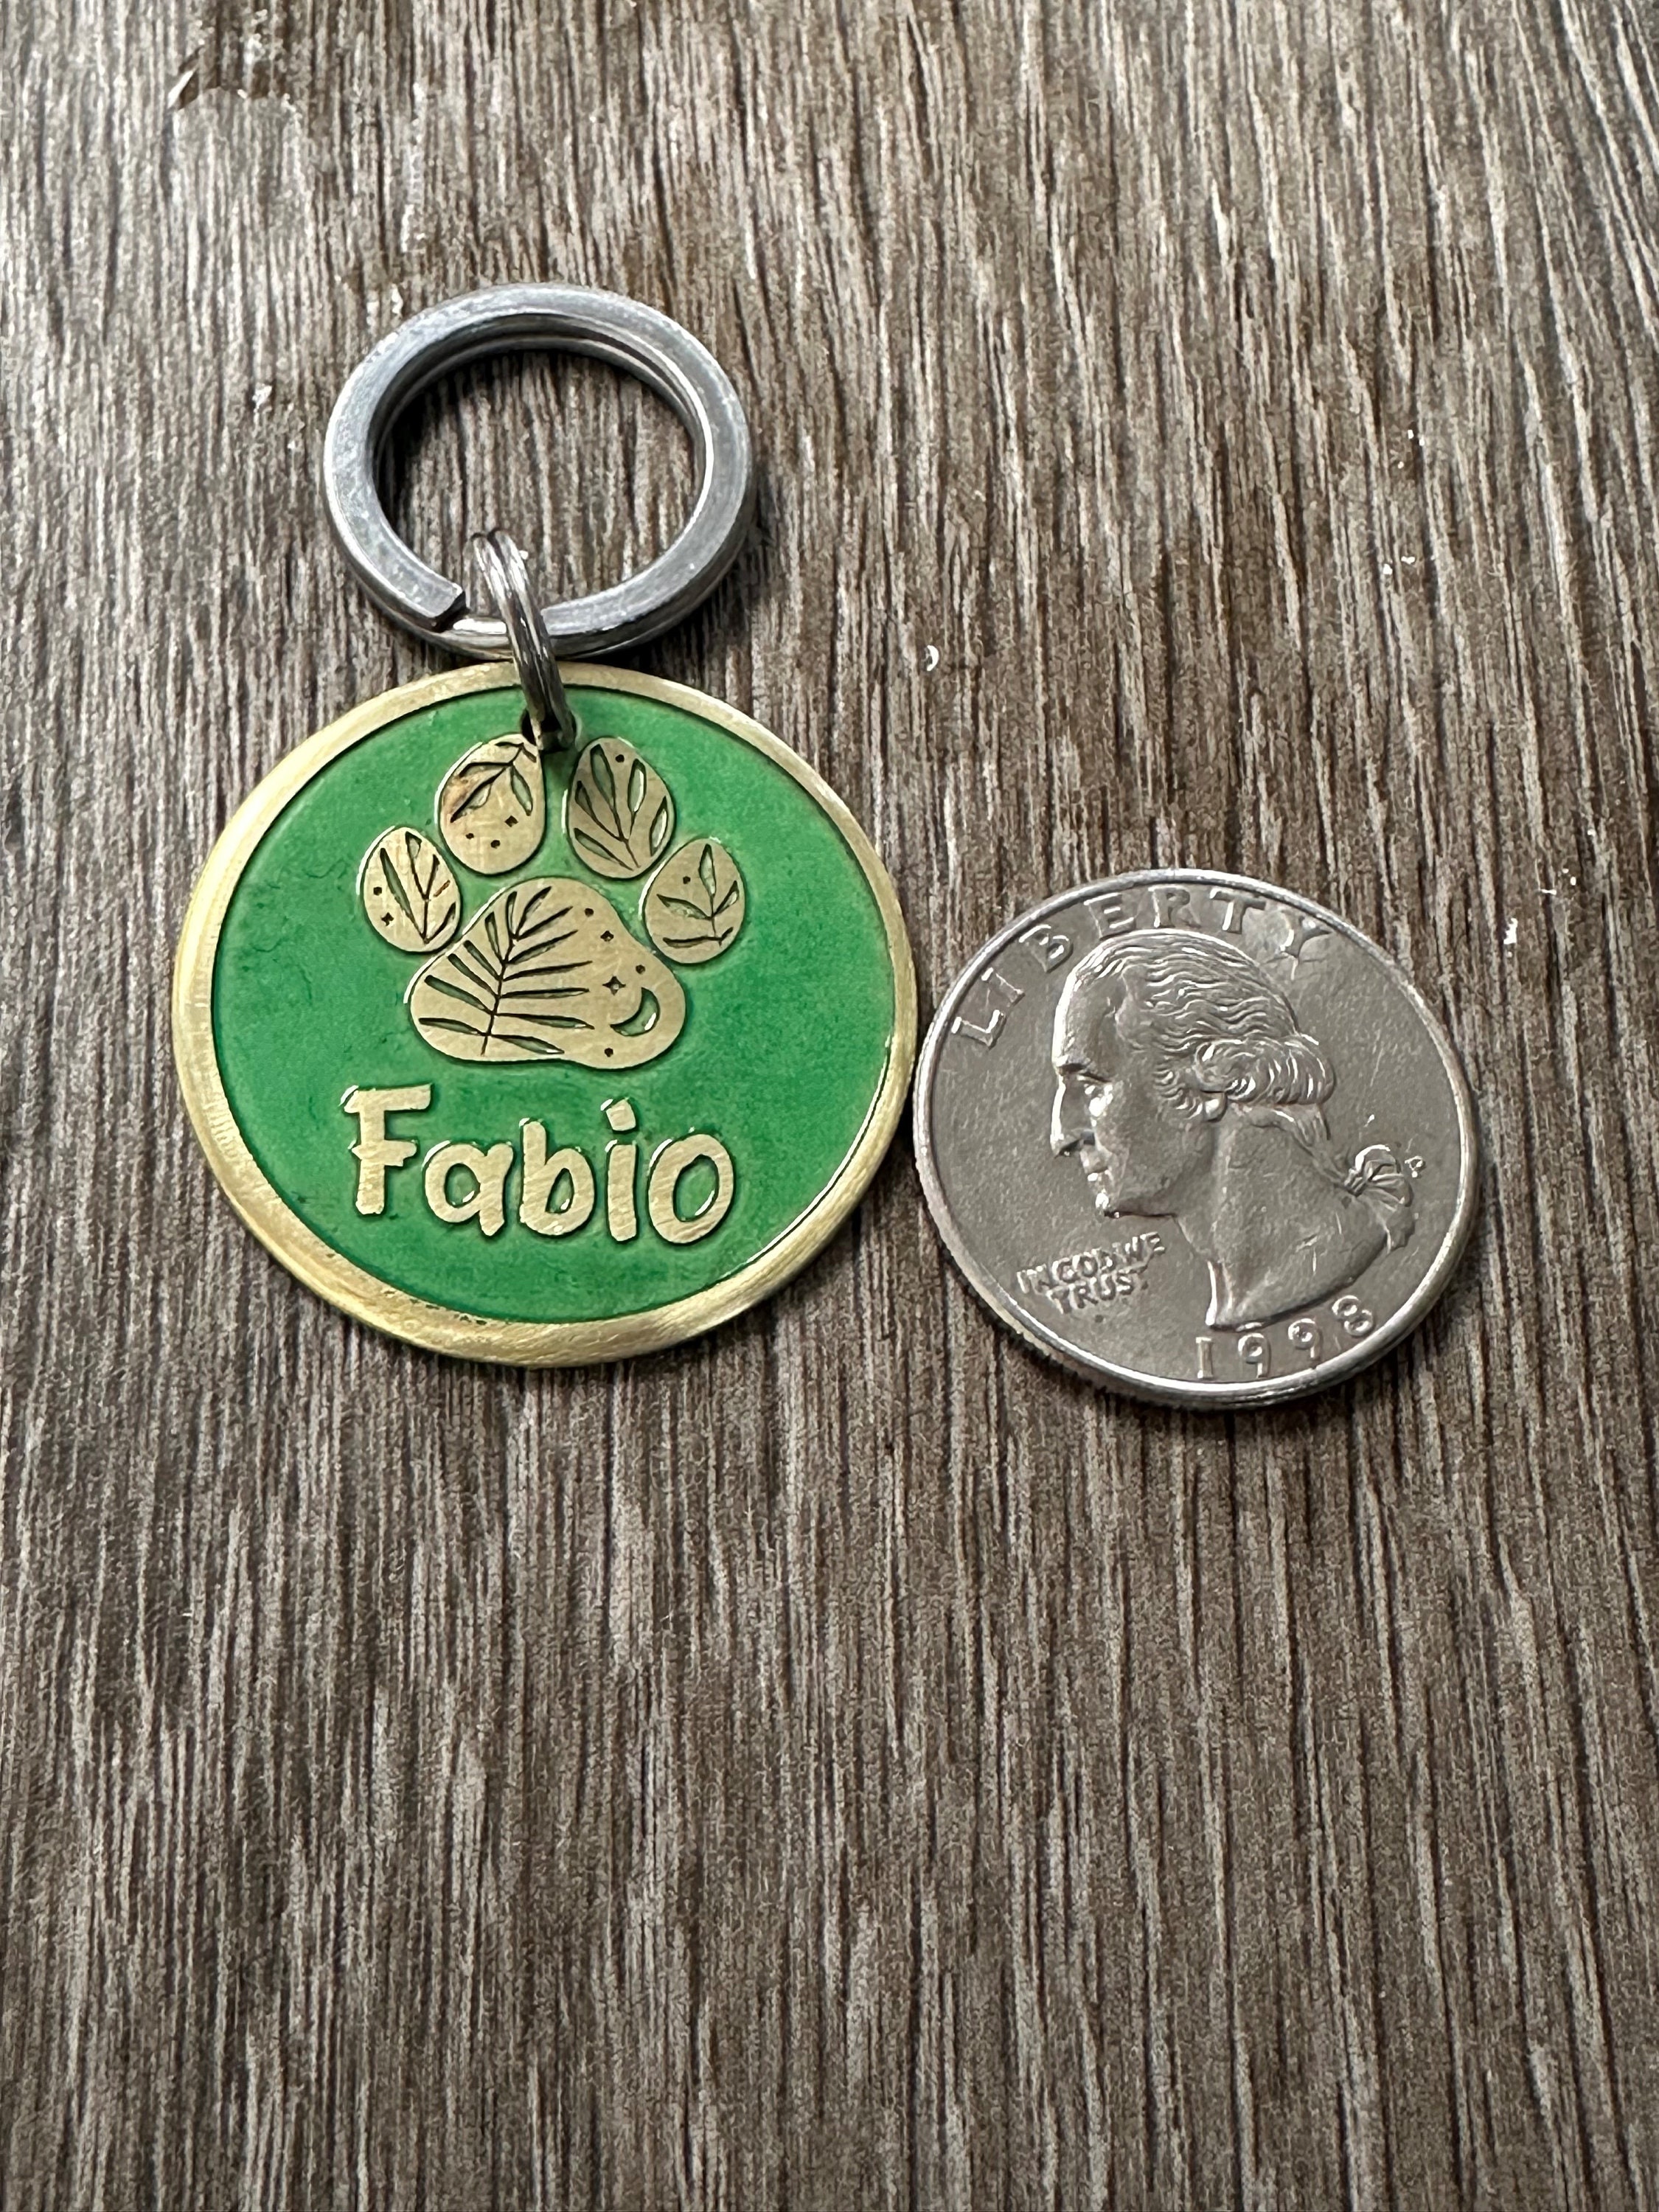 Fabio
LIBERTY
IN GOD WE
TRUST
P
1998